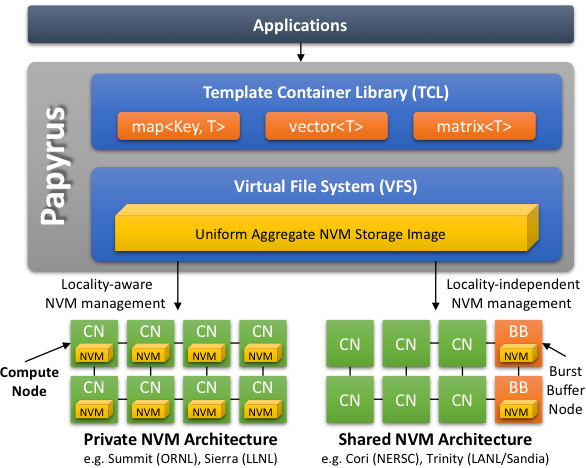 Applications
Papyrus
Template Container Library (TCL)
map<Key, T>
vector<T>
matrix<T>
Virtual File System (VFS)
Uniform Aggregate NVM Storage Image
Locality-aware
NVM management
Locality-independent
NVM management
CN CN CN CN
NVM NVM NVM NVM
CN CN CN CN
NVM NVM NVM NVM
Compute
Node
Private NVM Architecture
e.g. Summit (ORNL), Sierra (LLNL)
CN CN CN BB
NVM
CN CN CN BB
NVM
Burst
Buffer
Node
Shared NVM Architecture
e.g. Cori (NERSC), Trinity (LANL/Sandia)